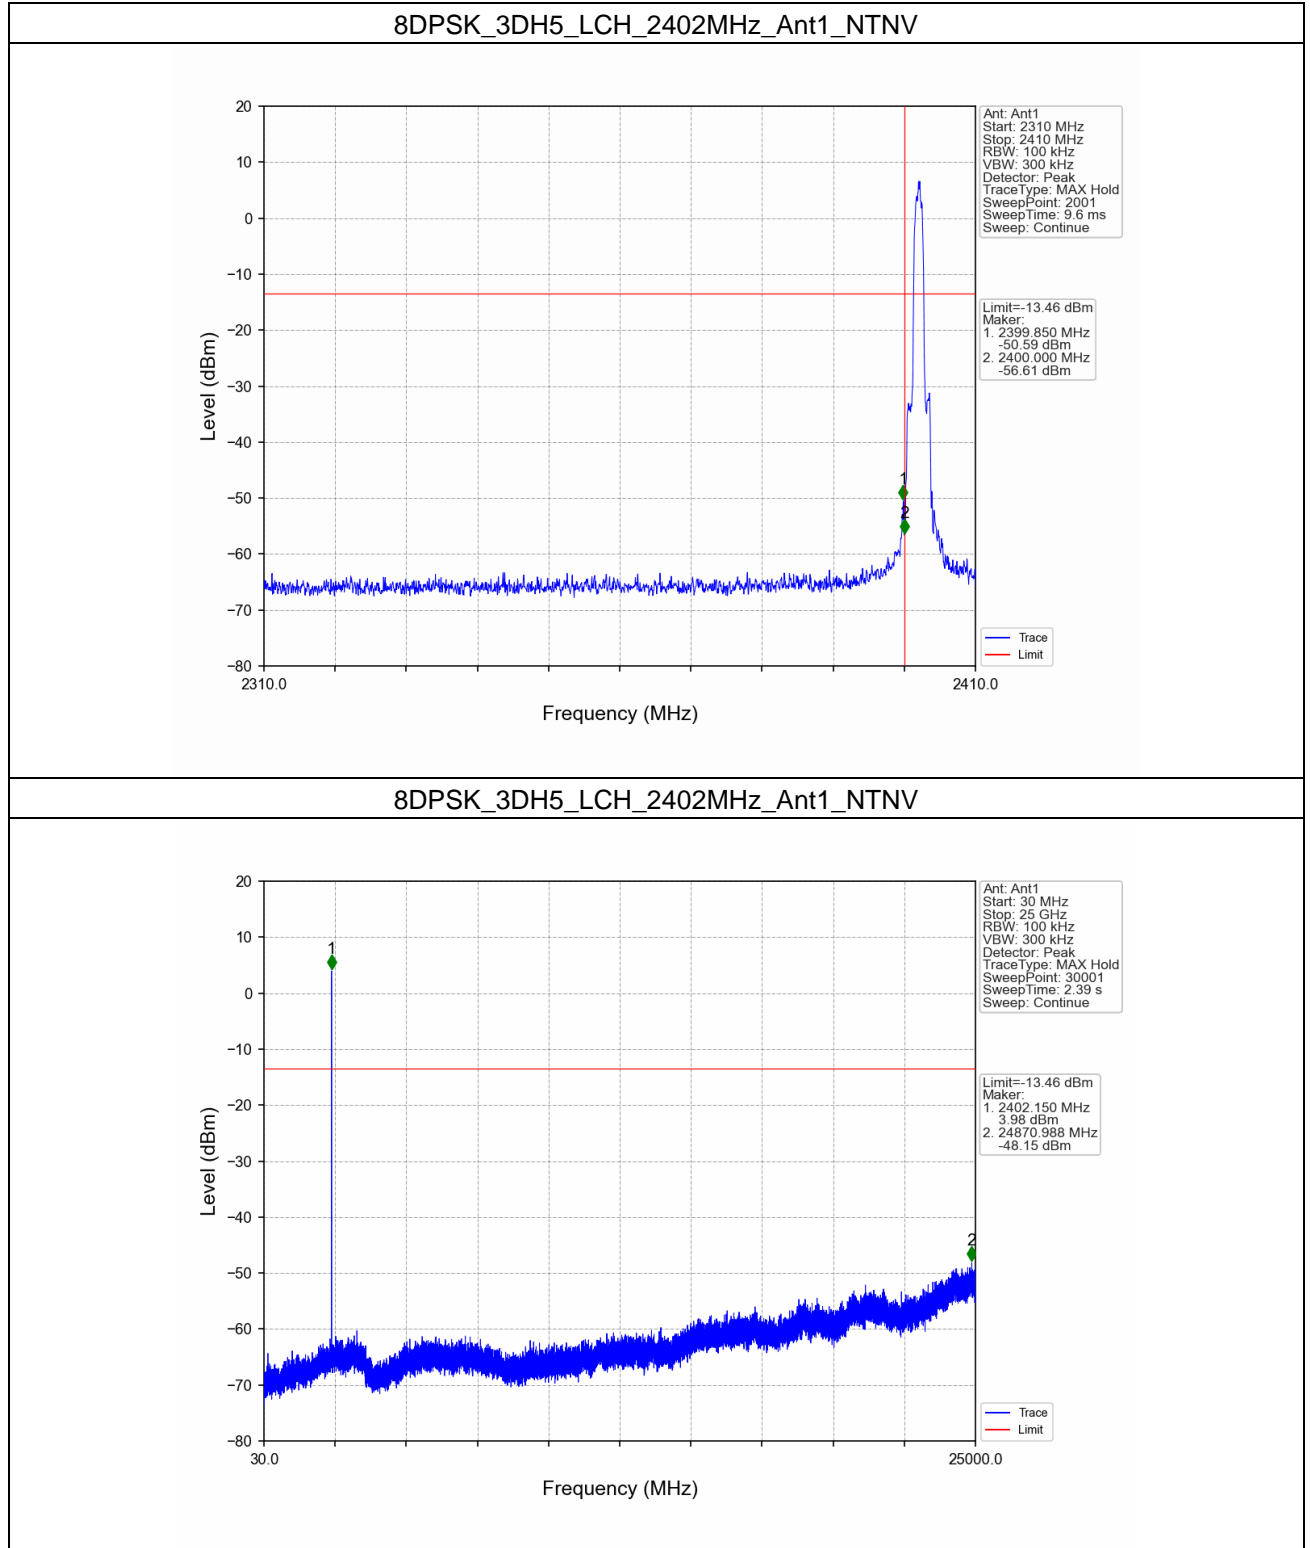 8DPSK_3DH5_LCH_2402MHz_Ant1_NTNV
20
10
0
−10
−20
−30
−40
−50
−60
−70
−80
Level (dBm)
2310.0
2410.0
Frequency (MHz)
1
2
Ant: Ant1
Start: 2310 MHz
Stop: 2410 MHz
RBW: 100 kHz
VBW: 300 kHz
Detector: Peak
TraceType: MAX Hold
SweepPoint: 2001
SweepTime: 9.6 ms
Sweep: Continue
Limit=-13.46 dBm
Maker:
1. 2399.850 MHz
-50.59 dBm
2. 2400.000 MHz
-56.61 dBm
Trace
Limit
8DPSK_3DH5_LCH_2402MHz_Ant1_NTNV
20
10
0
−10
−20
−30
−40
−50
−60
−70
−80
Level (dBm)
30.0
25000.0
Frequency (MHz)
1
2
Ant: Ant1
Start: 30 MHz
Stop: 25 GHz
RBW: 100 kHz
VBW: 300 kHz
Detector: Peak
TraceType: MAX Hold
SweepPoint: 30001
SweepTime: 2.39 s
Sweep: Continue
Limit=-13.46 dBm
Maker:
1. 2402.150 MHz
3.98 dBm
2. 24870.988 MHz
-48.15 dBm
Trace
Limit